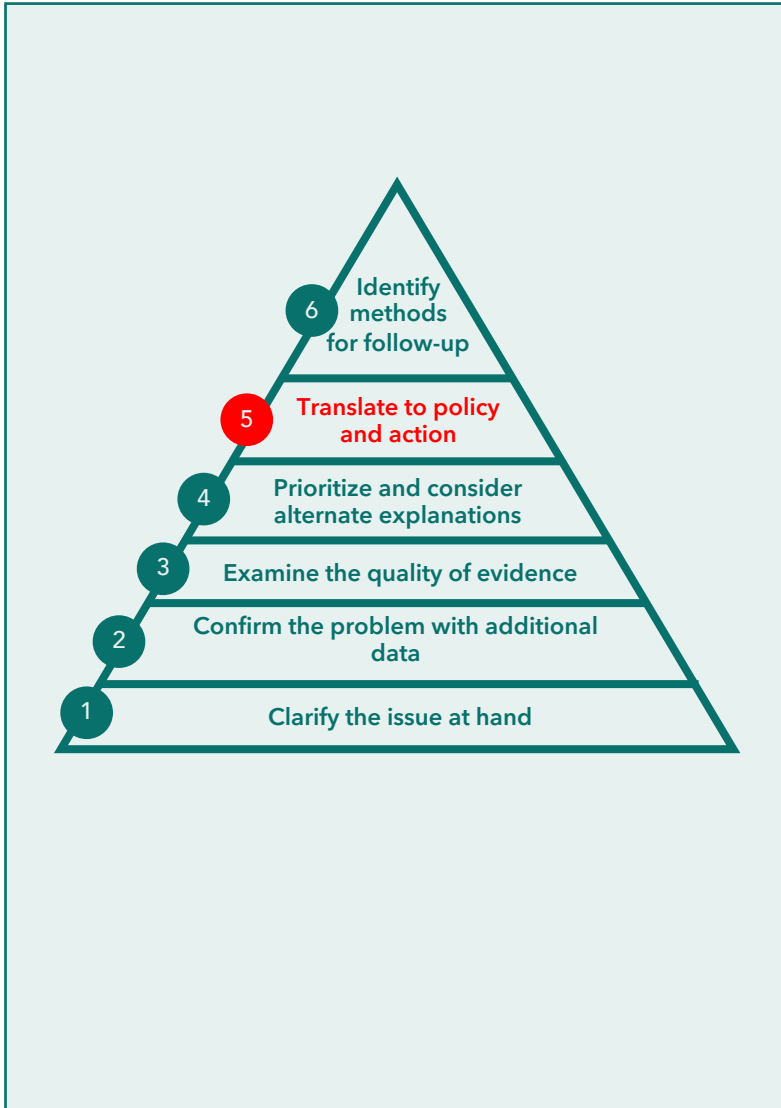 6
Identify
methods
for follow-up
5
Translate to policy
and action
4
Prioritize and consider
alternate explanations
3
Examine the quality of evidence
2
Confirm the problem with additional
data
1
Clarify the issue at hand